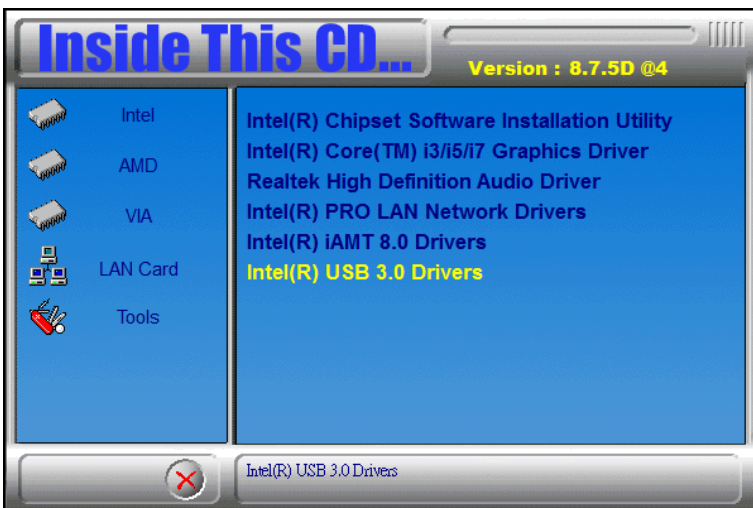 Inside This CD...
Version : 8.7.5D @4
Intel
AMD
VIA
LAN Card
Tools
Intel(R) Chipset Software Installation Utility
Intel(R) Core(TM) i3/i5/i7 Graphics Driver
Realtek High Definition Audio Driver
Intel(R) PRO LAN Network Drivers
Intel(R) iAMT 8.0 Drivers
Intel(R) USB 3.0 Drivers
Intel(R) USB 3.0 Drivers